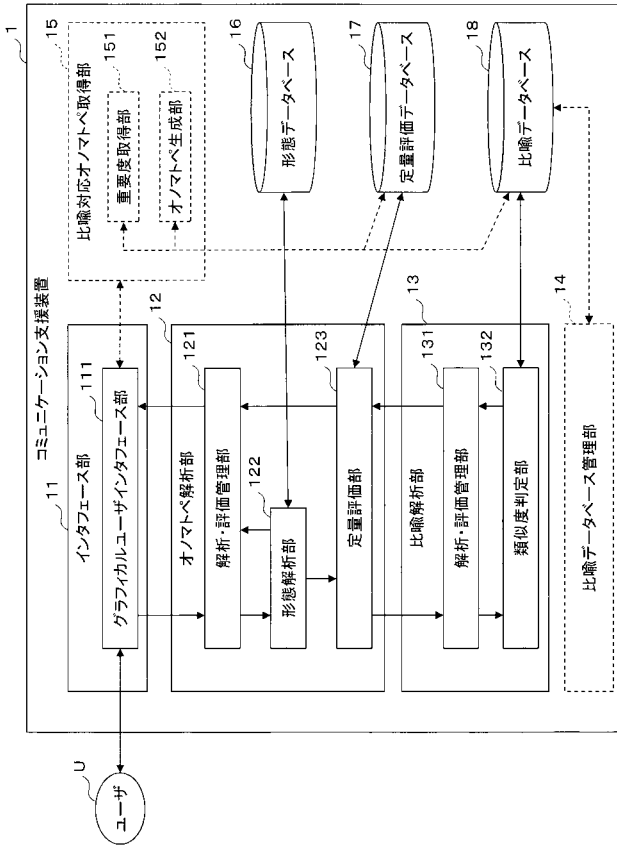 コミュニケーション支援装置
1
U
ユーザ
11
インタフェース部
111
グラフィカルユーザインタフェース部
12
オノマトペ解析部
121
解析・評価管理部
122
形態解析部
123
定量評価部
13
比喩解析部
131
解析・評価管理部
132
類似度判定部
14
比喩データベース管理部
15
比喩対応オノマトペ取得部
151
重要度取得部
152
オノマトペ生成部
16
形態データベース
17
定量評価データベース
18
比喩データベース